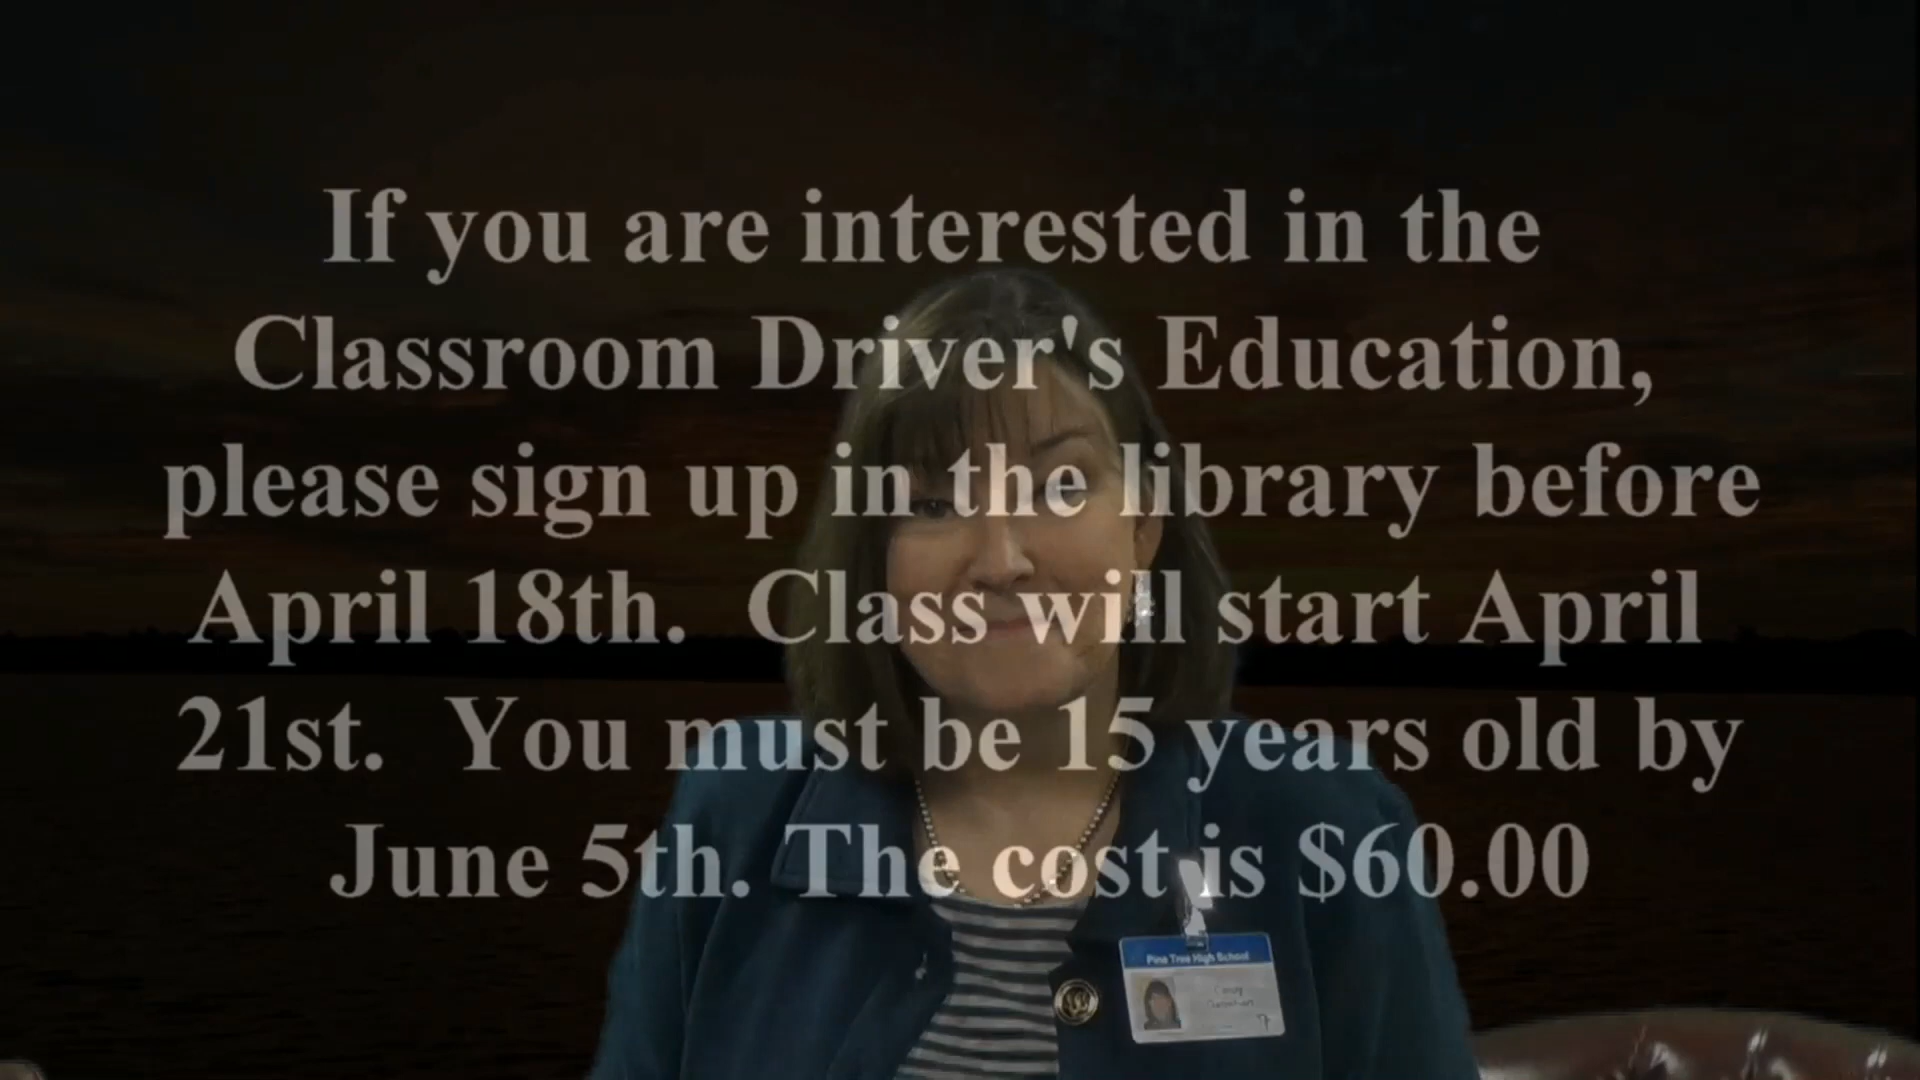 If you are interested in the
Classroom Driver's Education,
please sign up in the library before
April 18th.  Class will start April
21st.  You must be 15 years old by
June 5th. The cost is $60.00
Pine Tree High School